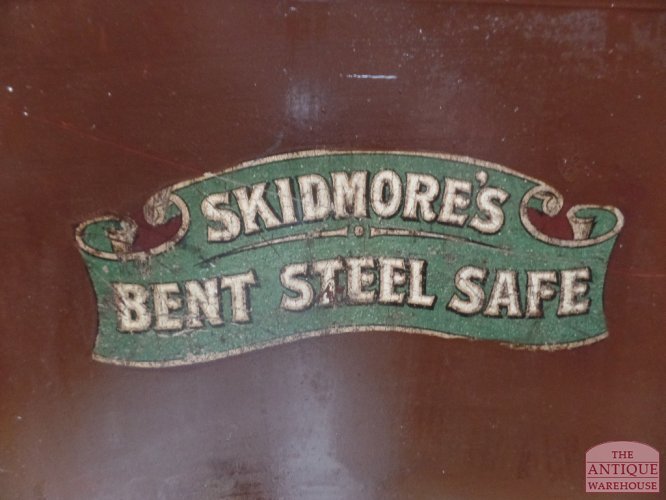 SKIDMORE'S
BENT STEEL SAFE
THE
ANTIQUE
WAREHOUSE